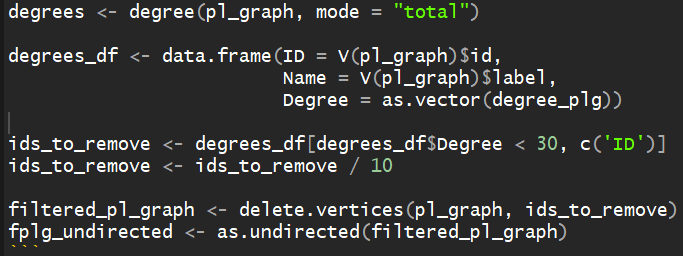 degrees <- degree(pl_graph, mode = "total")
degrees_df <- data.frame(ID = V(pl_graph)$id,
                         Name = V(pl_graph)$label,
                         Degree = as.vector(degree_plg))
ids_to_remove <- degrees_df[degrees_df$Degree < 30, c('ID')]
ids_to_remove <- ids_to_remove / 10
filtered_pl_graph <- delete.vertices(pl_graph, ids_to_remove)
fplg_undirected <- as.undirected(filtered_pl_graph)
```